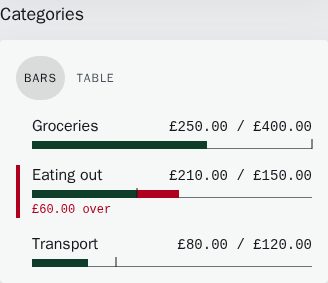 Categories
BARS TABLE
Groceries £250.00 / £400.00
Eating out £210.00 / £150.00
£60.00 over
Transport £80.00 / £120.00